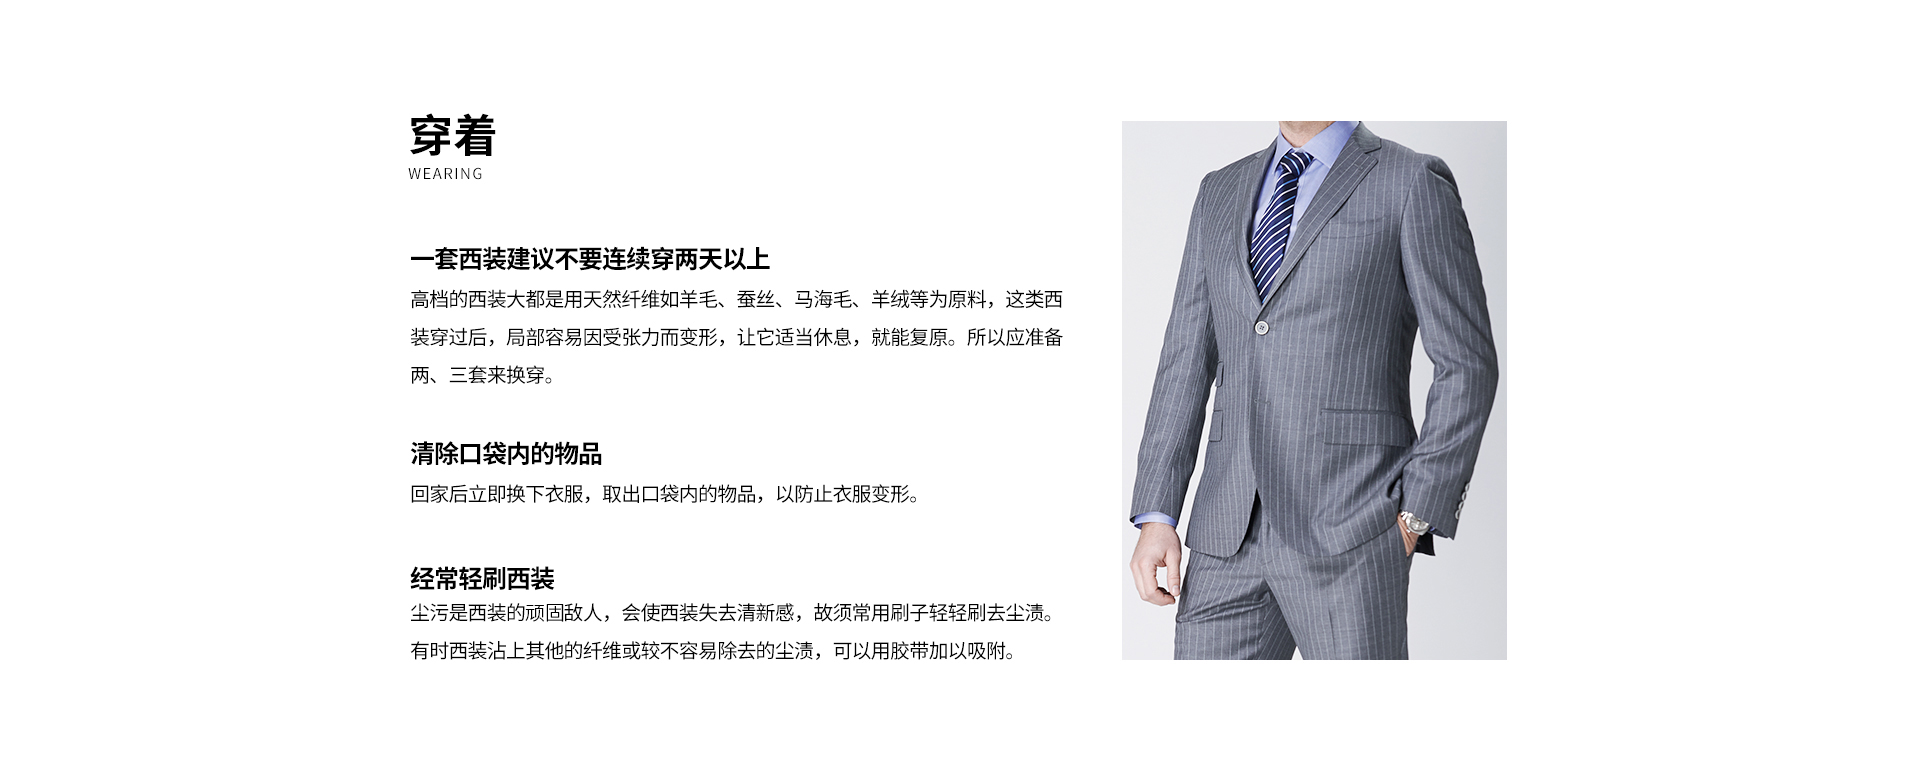 穿着
WEARING
一套西装建议不要连续穿两天以上
高档的西装大都是用天然纤维如羊毛、蚕丝、马海毛、羊绒等为原料，这类西
装穿过后，局部容易因受张力而变形，让它适当休息，就能复原。所以应准备
两、三套来换穿。
清除口袋内的物品
回家后立即换下衣服，取出口袋内的物品，以防止衣服变形。
经常轻刷西装
尘污是西装的顽固敌人，会使西装失去清新感，故须常用刷子轻轻刷去尘渍。
有时西装沾上其他的纤维或较不容易除去的尘渍，可以用胶带加以吸附。